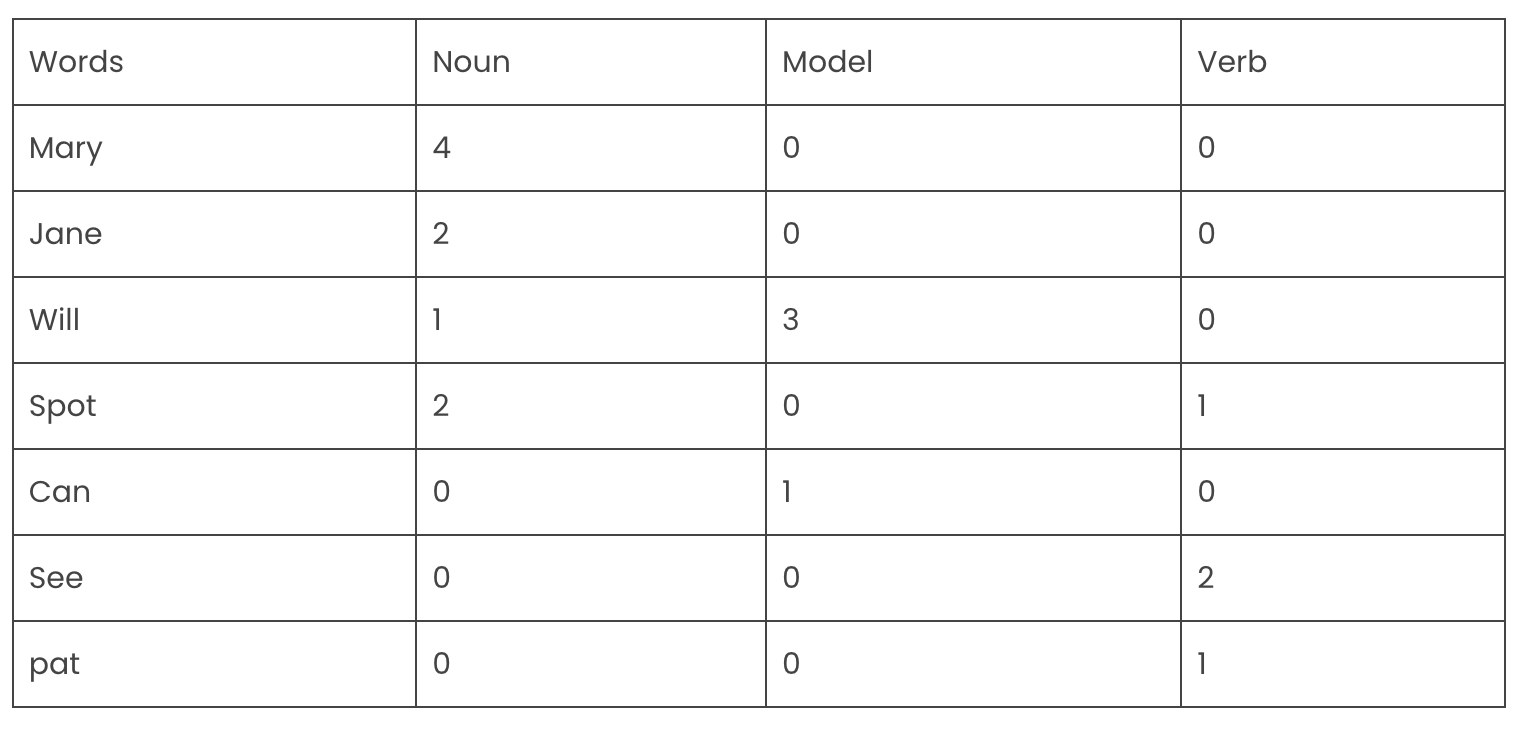 Words Noun Model Verb
Mary 4 0 0
Jane 2 0 0
Will 1 3 0
Spot 2 0 1
Can 0 1 0
See 0 0 2
pat 0 0 1